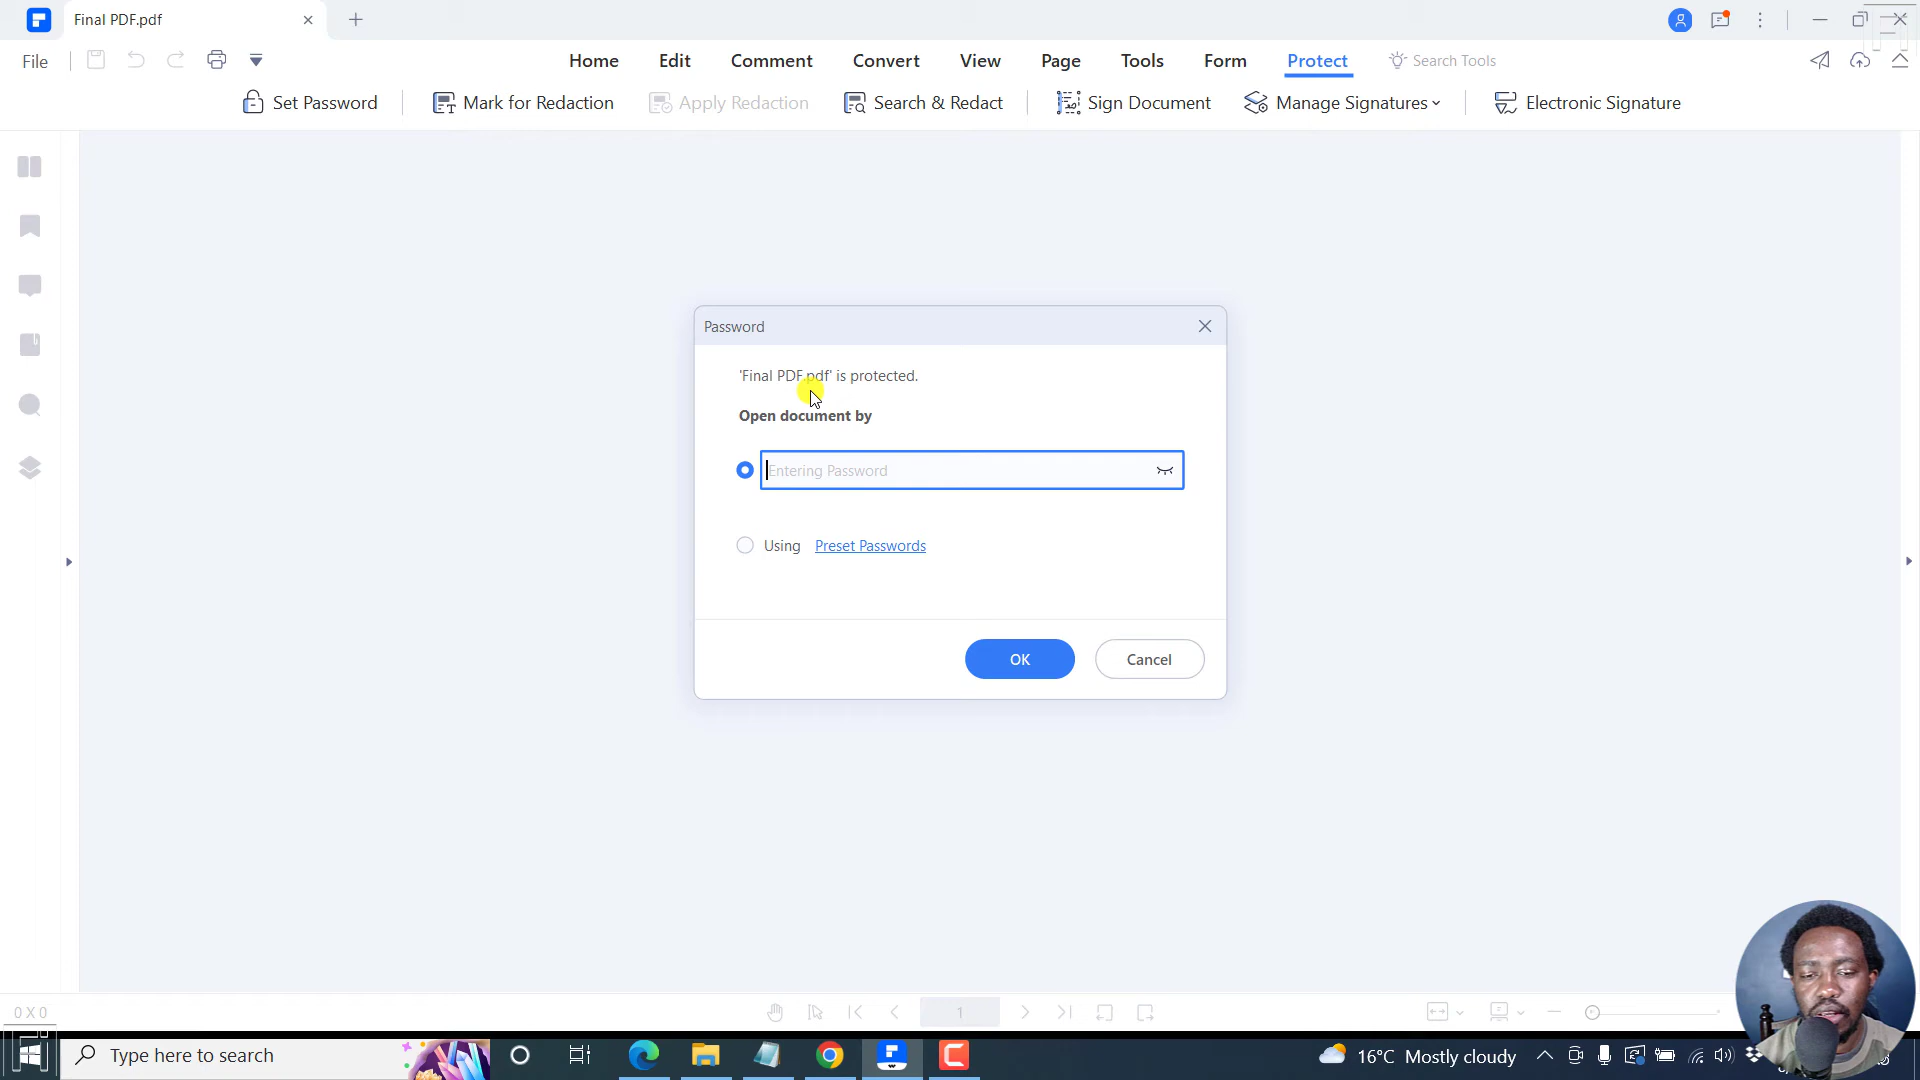 Final PDF.pdf
File
Home
Edit
Comment
Convert
View
Page
Tools
Form
Protect
Search Tools
Set Password
Mark for Redaction
Apply Redaction
Search & Redact
Sign Document
Manage Signatures
Electronic Signature
Password
'Final PDF.pdf' is protected.
Open document by
Entering Password
Using Preset Passwords
OK
Cancel
0 X 0
1
Type here to search
16°C Mostly cloudy